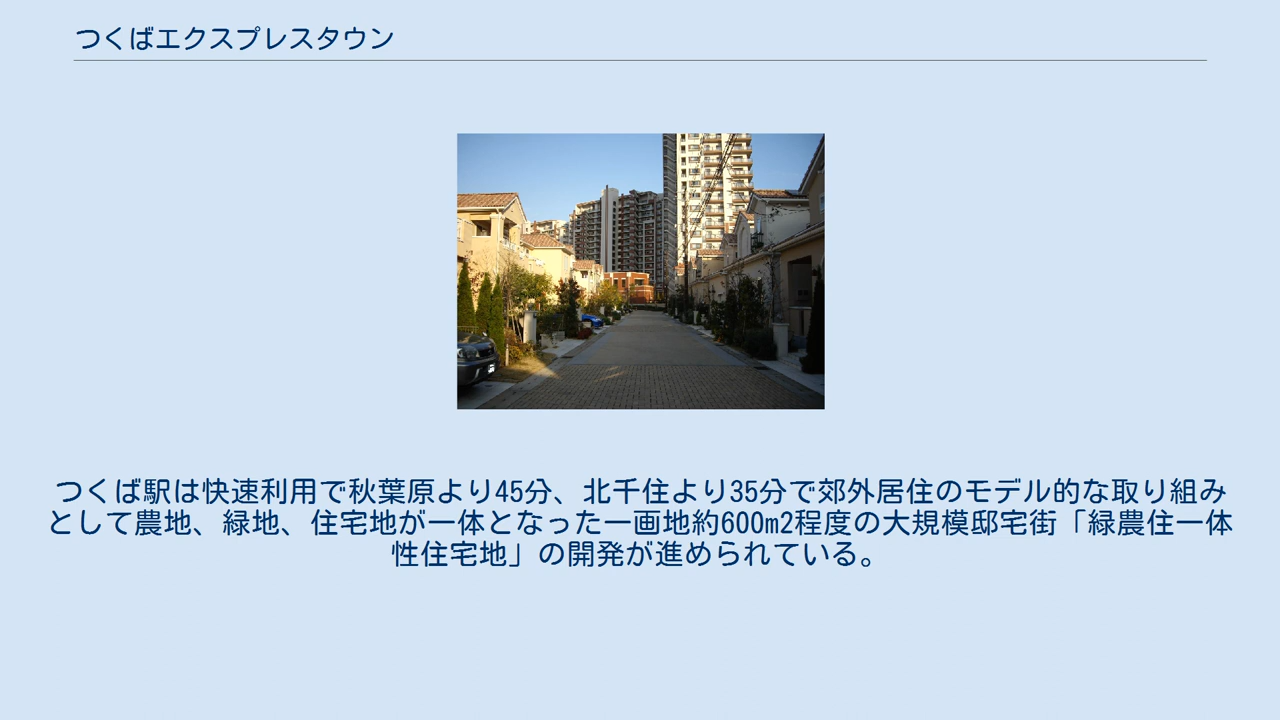 つくばエクスプレスタウン
つくば駅は快速利用で秋葉原より45分、北千住より35分で郊外居住のモデル的な取り組み
として農地、緑地、住宅地が一体となった一画地約600m2程度の大規模邸宅街「緑農住一体
性住宅地」の開発が進められている。